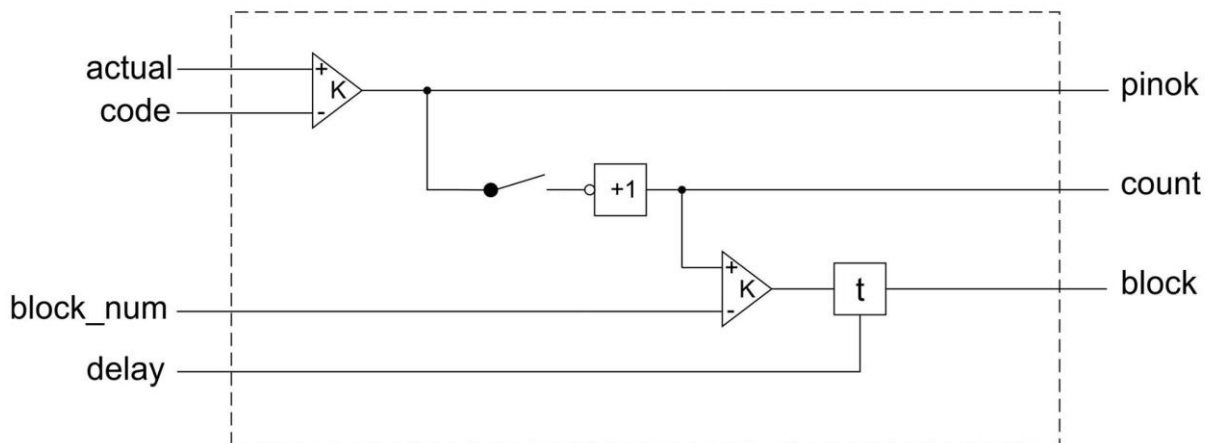 actual
+
K
pinok
code
-
+1
count
+
K
t
block
block_num
-
delay